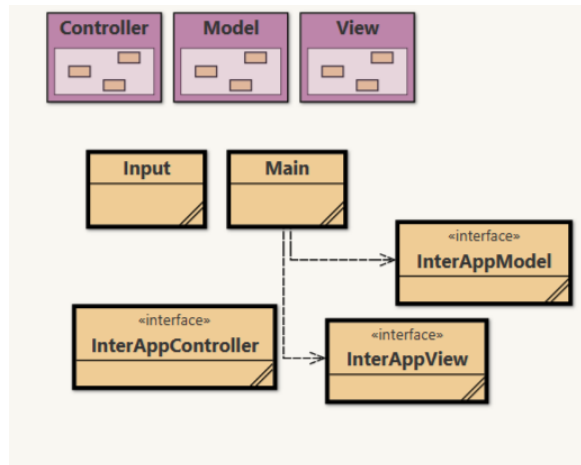 Controller
Model
View
Input
Main
«interface»
InterAppModel
«interface»
InterAppController
«interface»
InterAppView